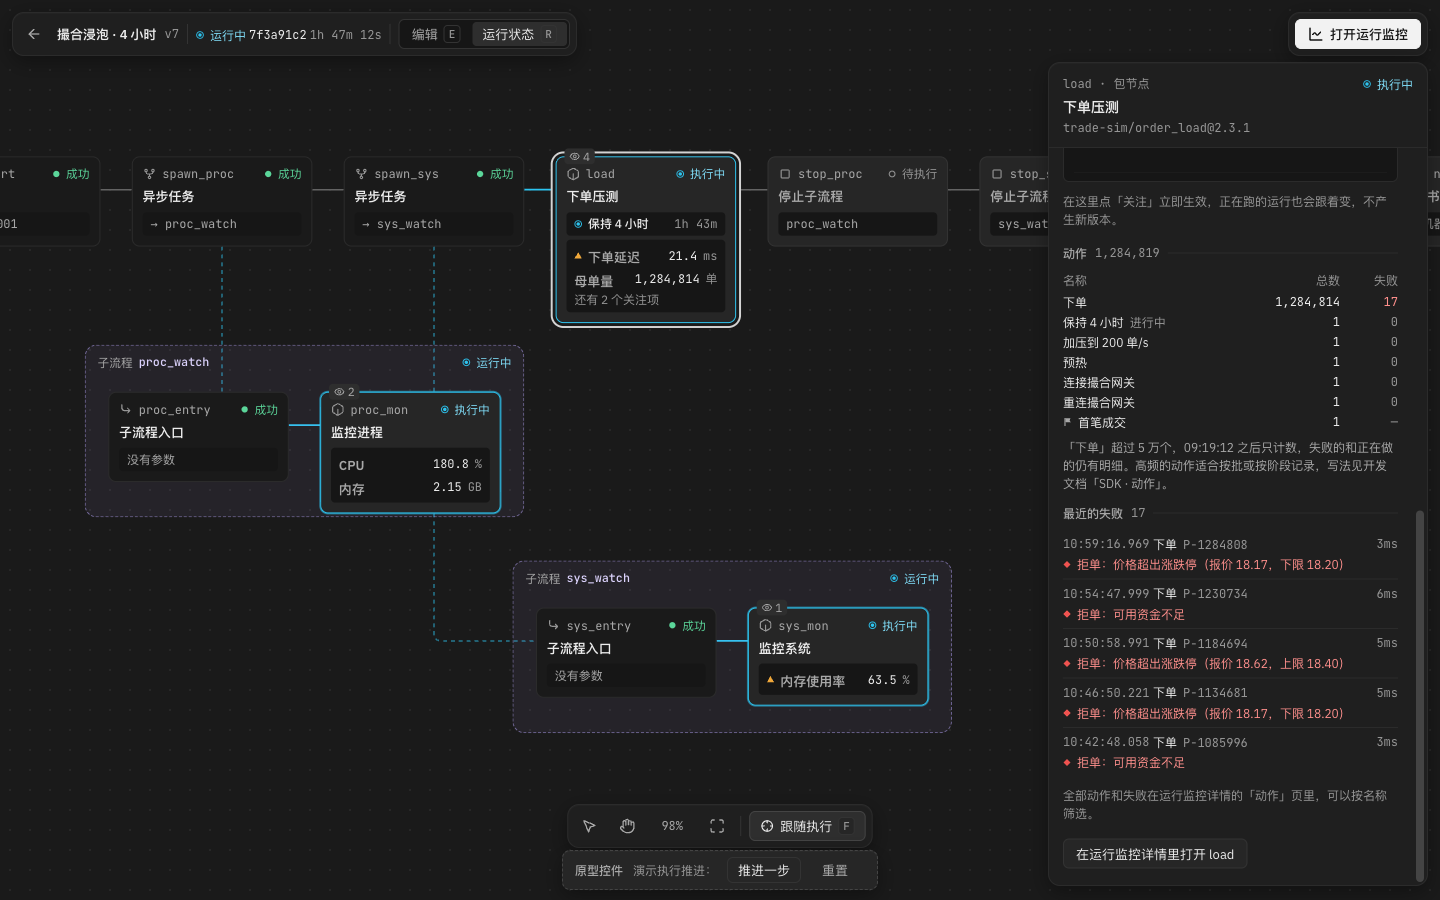 撮合浸泡 · 4 小时 v7 运行中 7f3a91c2 1h 47m 12s 编辑 E 运行状态 R
打开运行监控
load · 包节点 执行中
下单压测
trade-sim/order_load@2.3.1
在这里点「关注」立即生效，正在跑的运行也会跟着变，不产
生新版本。
动作 1,284,819
名称 总数 失败
下单 1,284,814 17
保持 4 小时 进行中 1 0
加压到 200 单/s 1 0
预热 1 0
连接撮合网关 1 0
重连撮合网关 1 0
首笔成交 1 —
「下单」超过 5 万个，09:19:12 之后只计数，失败的和正在做
的仍有明细。高频的动作适合按批或按阶段记录，写法见开发
文档「SDK · 动作」。
最近的失败 17
10:59:16.969 下单 P-1284808 3ms
拒单：价格超出涨跌停（报价 18.17，下限 18.20）
10:54:47.999 下单 P-1230734 6ms
拒单：可用资金不足
10:50:58.991 下单 P-1184694 5ms
拒单：价格超出涨跌停（报价 18.62，上限 18.40）
10:46:50.221 下单 P-1134681 5ms
拒单：价格超出涨跌停（报价 18.17，下限 18.20）
10:42:48.058 下单 P-1085996 3ms
拒单：可用资金不足
全部动作和失败在运行监控详情的「动作」页里，可以按名称
筛选。
在运行监控详情里打开 load
rt 成功
001
spawn_proc 成功
异步任务
→ proc_watch
spawn_sys 成功
异步任务
→ sys_watch
4
load 执行中
下单压测
保持 4 小时 1h 43m
下单延迟 21.4 ms
母单量 1,284,814 单
还有 2 个关注项
stop_proc 待执行
停止子流程
proc_watch
stop_s
停止子流程
sys_wat
子流程 proc_watch 运行中
proc_entry 成功
子流程入口
没有参数
2
proc_mon 执行中
监控进程
CPU 180.8 %
内存 2.15 GB
子流程 sys_watch 运行中
sys_entry 成功
子流程入口
没有参数
1
sys_mon 执行中
监控系统
内存使用率 63.5 %
98% 跟随执行 F
原型控件 演示执行推进： 推进一步 重置